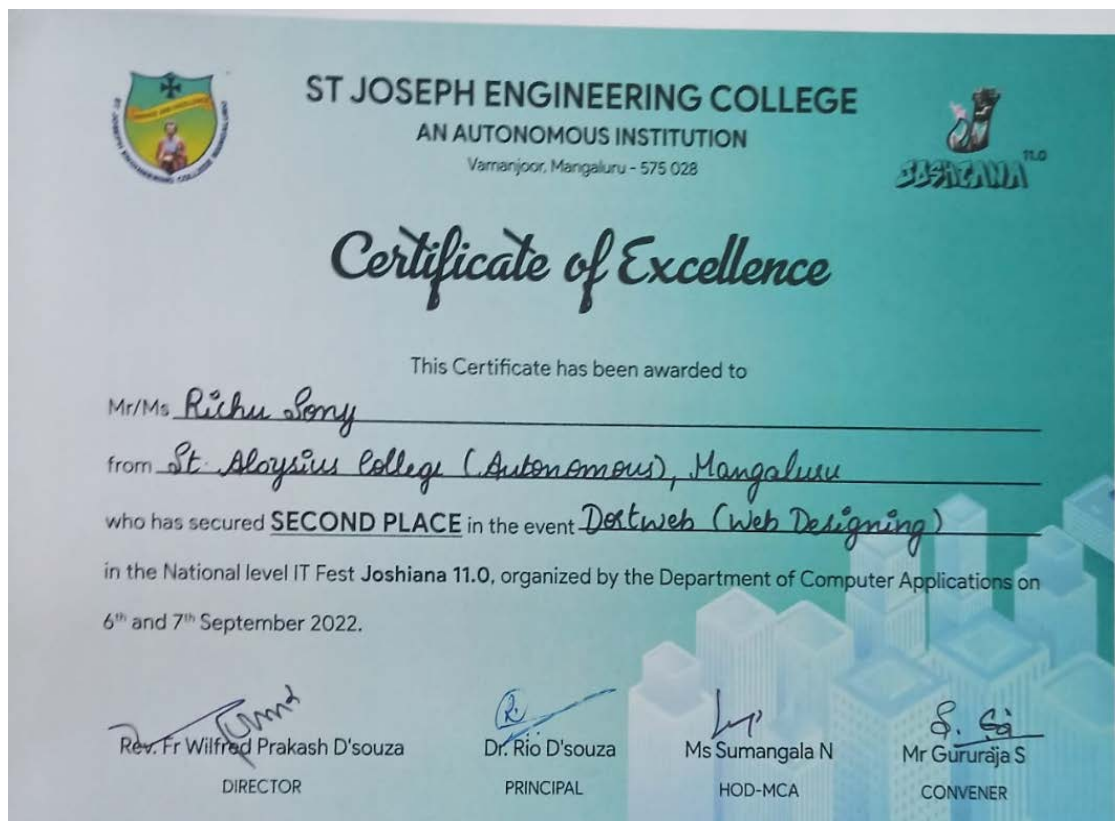 ST JOSEPH ENGINEERING COLLEGE
AN AUTONOMOUS INSTITUTION
Vamanjoor, Mangaluru - 575 028
JOSHIANA 11.0
Certificate of Excellence
This Certificate has been awarded to
Mr/Ms Richu Sony
from St. Aloysius College (Autonomous), Mangaluru
who has secured SECOND PLACE in the event Dextweb (Web Designing)
in the National level IT Fest Joshiana 11.0, organized by the Department of Computer Applications on
6th and 7th September 2022.
Rev. Fr Wilfred Prakash D'souza Dr. Rio D'souza Ms Sumangala N Mr Gururaja S
DIRECTOR PRINCIPAL HOD-MCA CONVENER